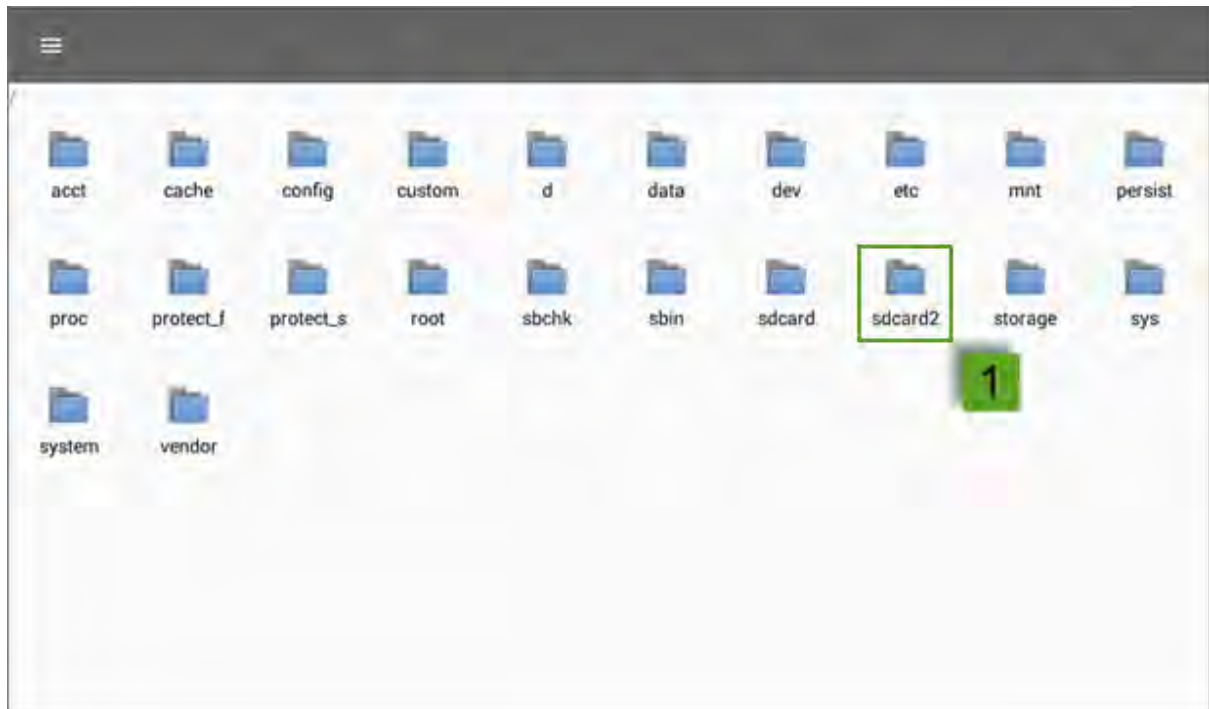 /
acct cache config custom d data dev etc mnt persist
proc protect_f protect_s root sbchk sbin sdcard sdcard2 storage sys
1
system vendor